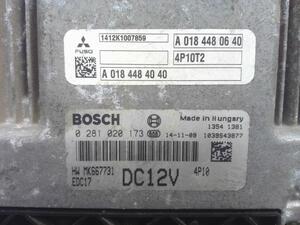 1412K1007859
A 018 448 06 40
FUSO
4P10T2
A 018 448 40 40
BOSCH
Made in Hungary
1354 1381
0 281 020 173
14-11-09 1039S43877
HW MK667731 4P10
EDC17 DC12V